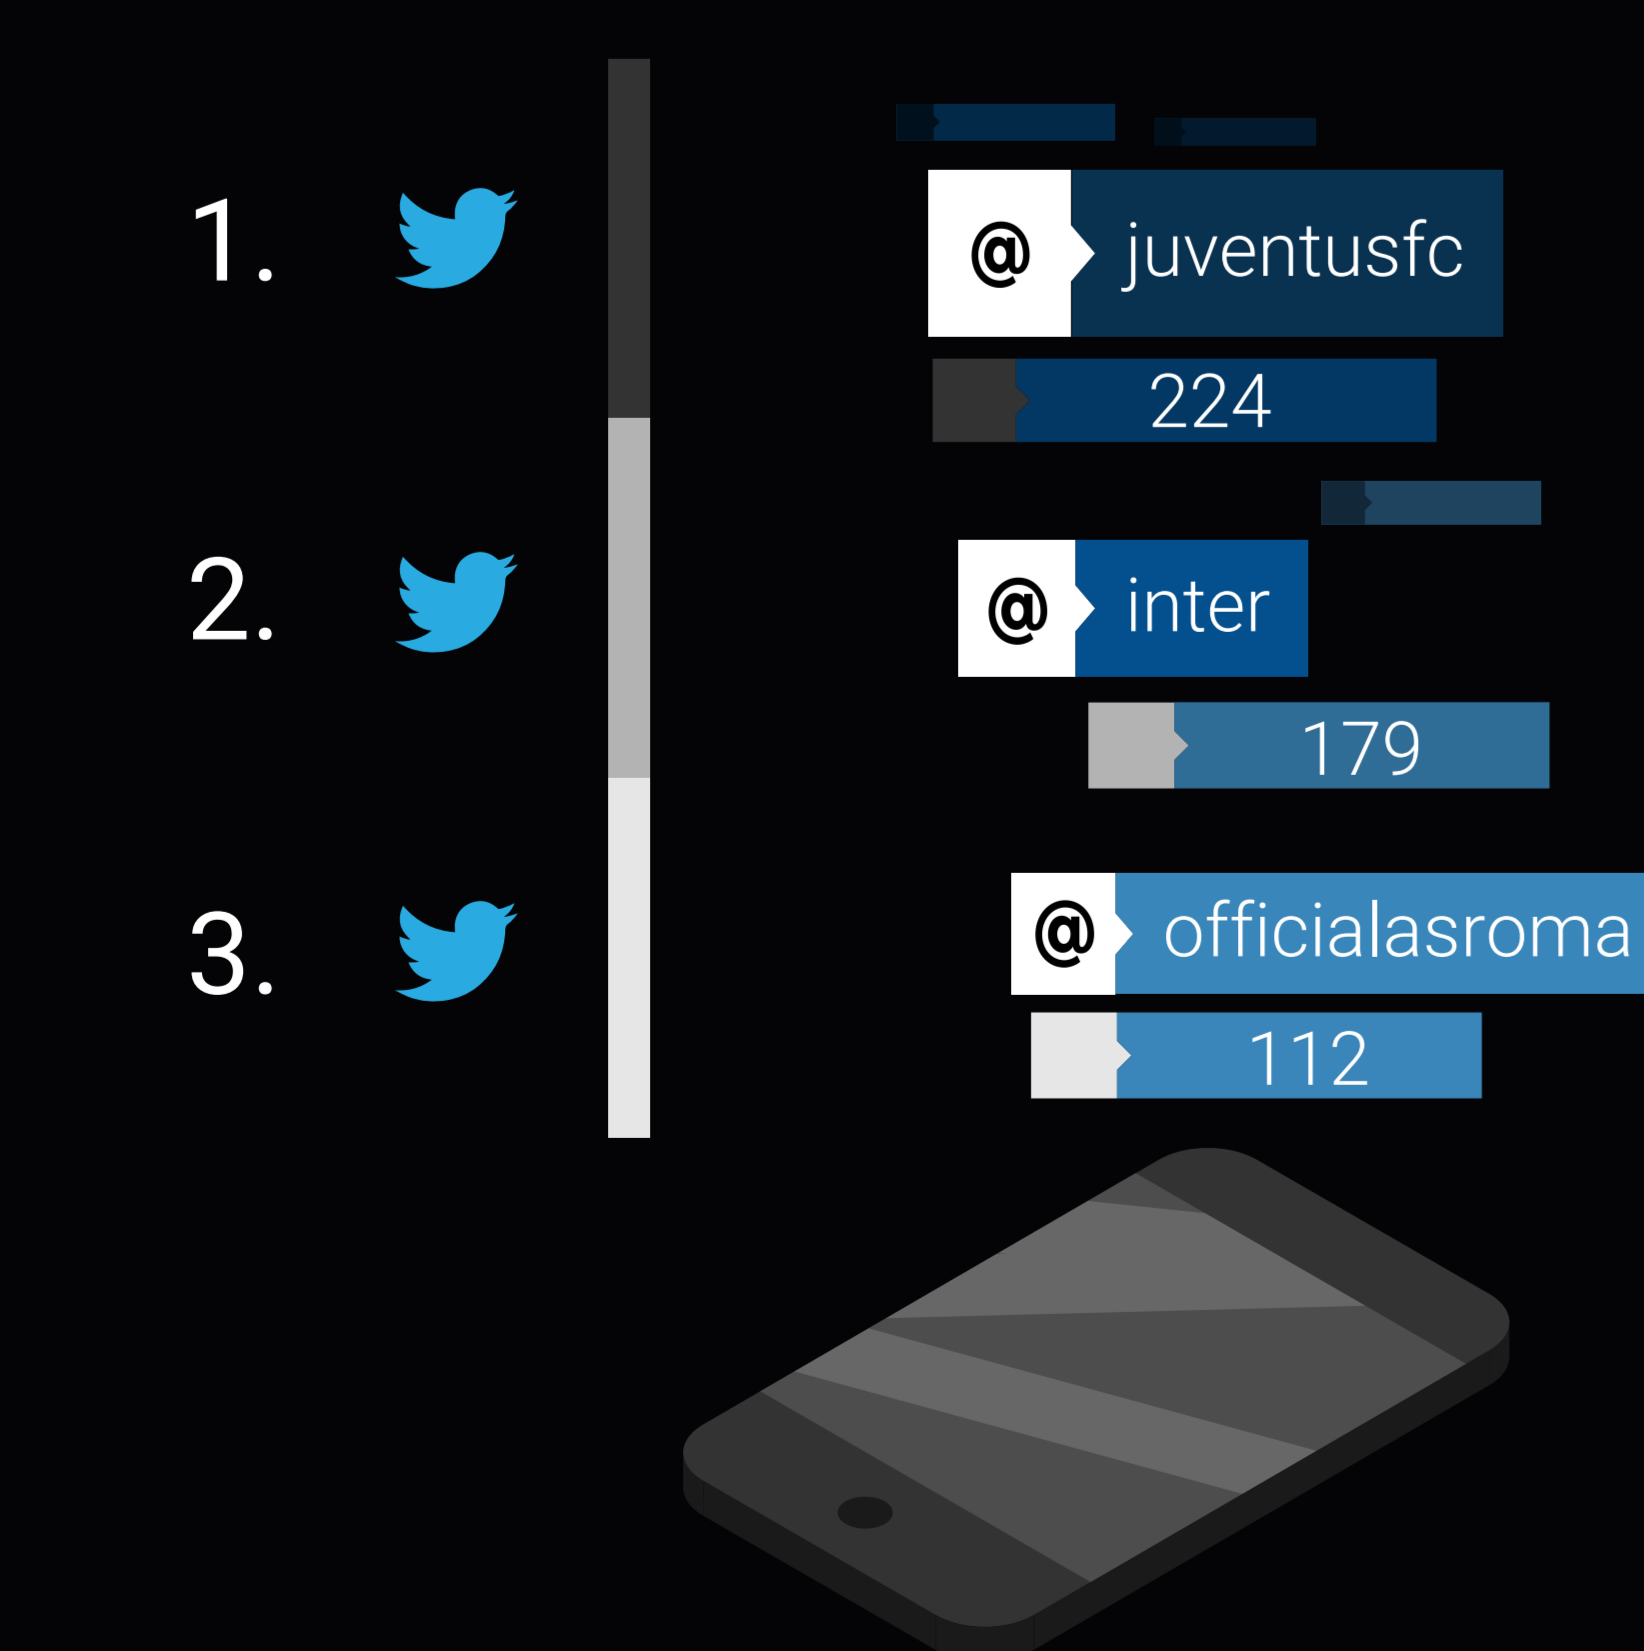 1.
@ juventusfc
224
2.
@ inter
179
3.
@ officialasroma
112